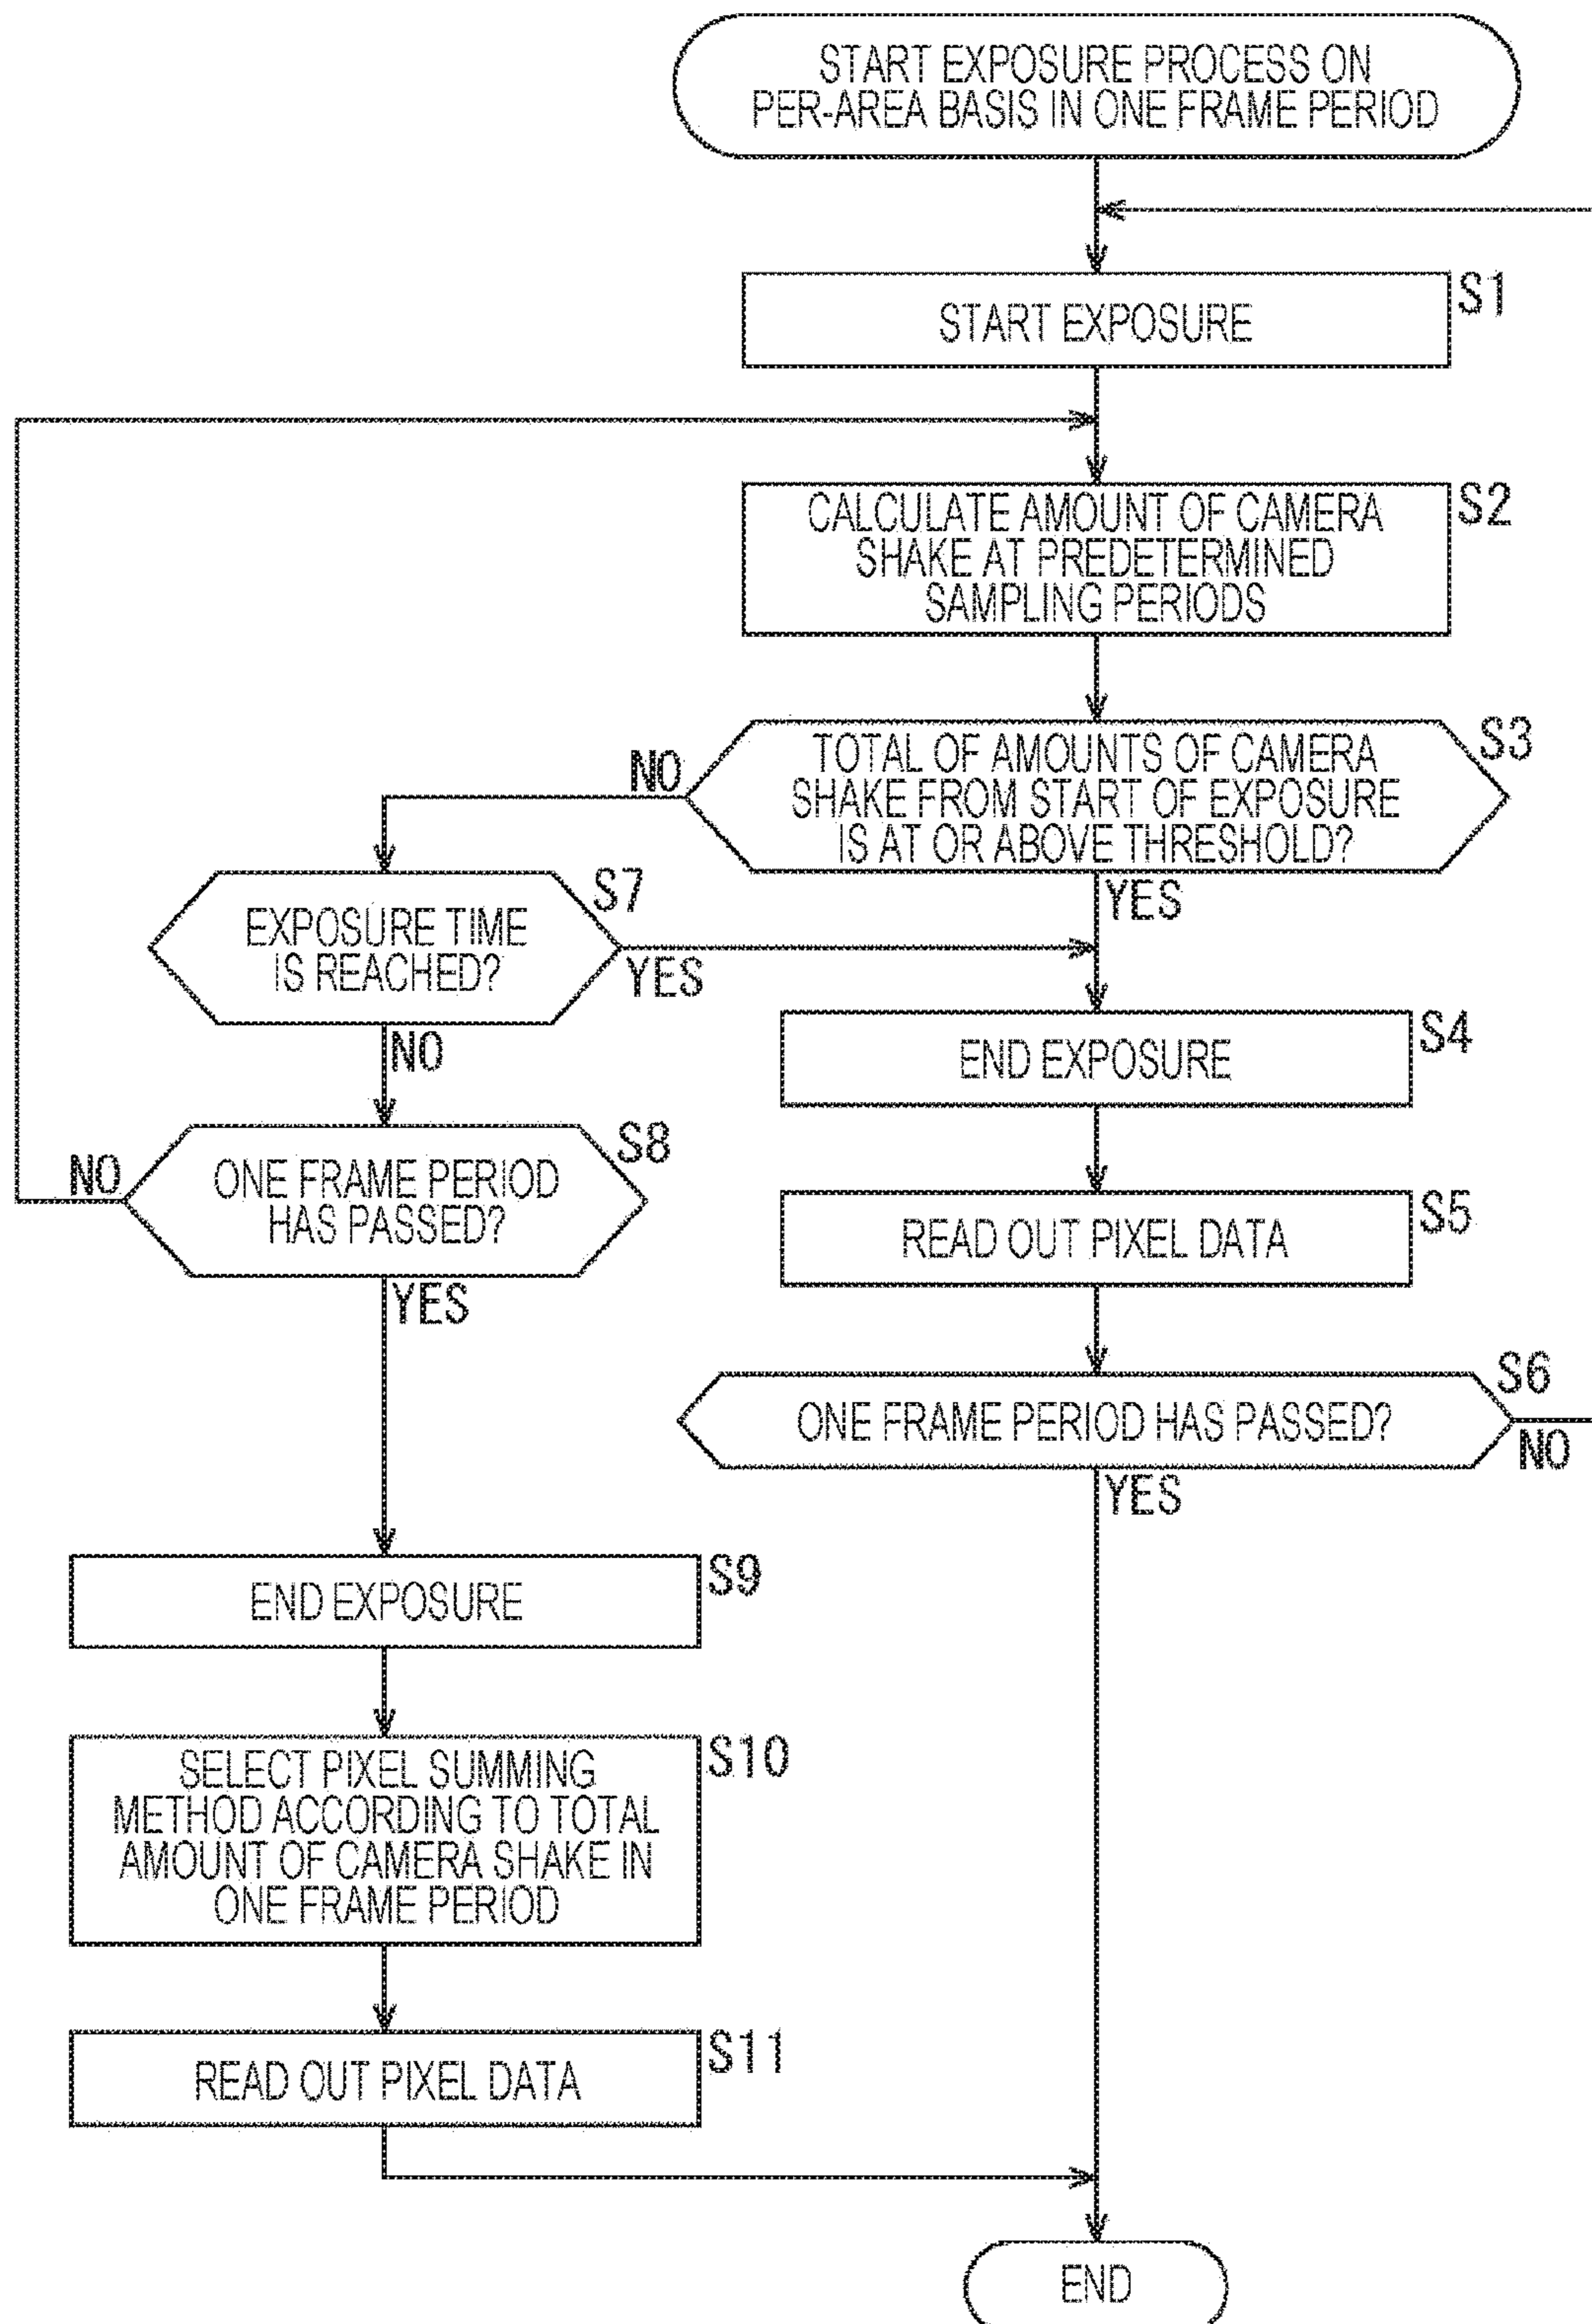 START EXPOSURE PROCESS ON
PER-AREA BASIS IN ONE FRAME PERIOD
S1
START EXPOSURE
S2
CALCULATE AMOUNT OF CAMERA
SHAKE AT PREDETERMINED
SAMPLING PERIODS
S3
TOTAL OF AMOUNTS OF CAMERA
SHAKE FROM START OF EXPOSURE
IS AT OR ABOVE THRESHOLD?
NO
YES
S7
EXPOSURE TIME
IS REACHED?
YES
NO
S4
END EXPOSURE
S8
ONE FRAME PERIOD
HAS PASSED?
NO
YES
S5
READ OUT PIXEL DATA
S6
ONE FRAME PERIOD HAS PASSED?
NO
YES
S9
END EXPOSURE
S10
SELECT PIXEL SUMMING
METHOD ACCORDING TO TOTAL
AMOUNT OF CAMERA SHAKE IN
ONE FRAME PERIOD
S11
READ OUT PIXEL DATA
END